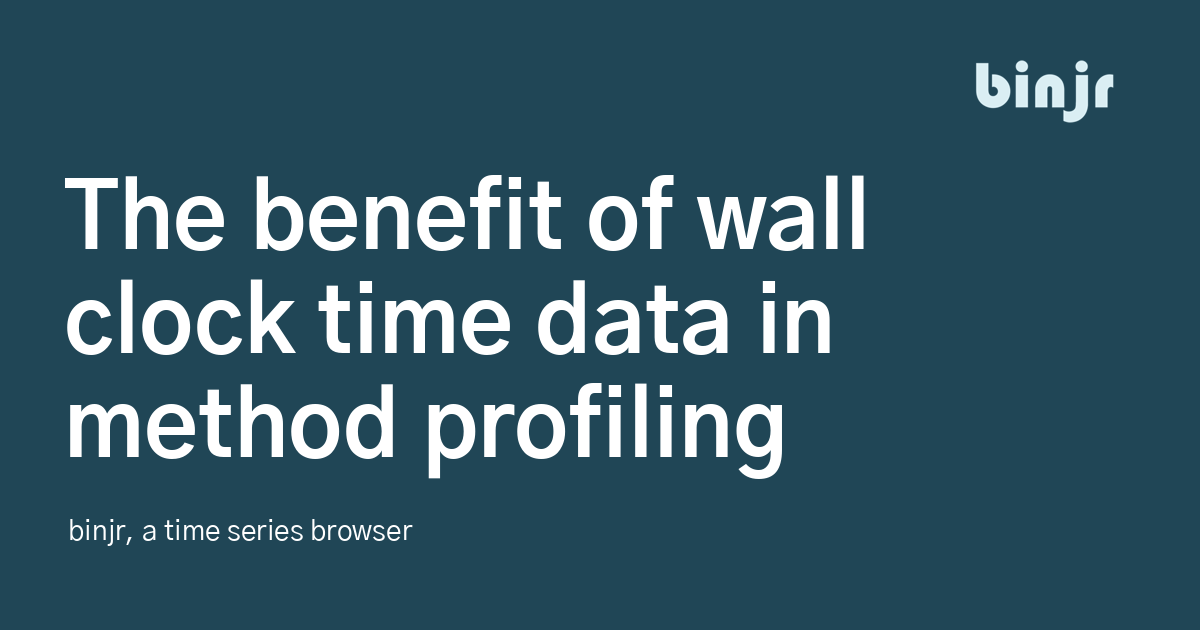 binjr
The benefit of wall
clock time data in
method profiling
binjr, a time series browser